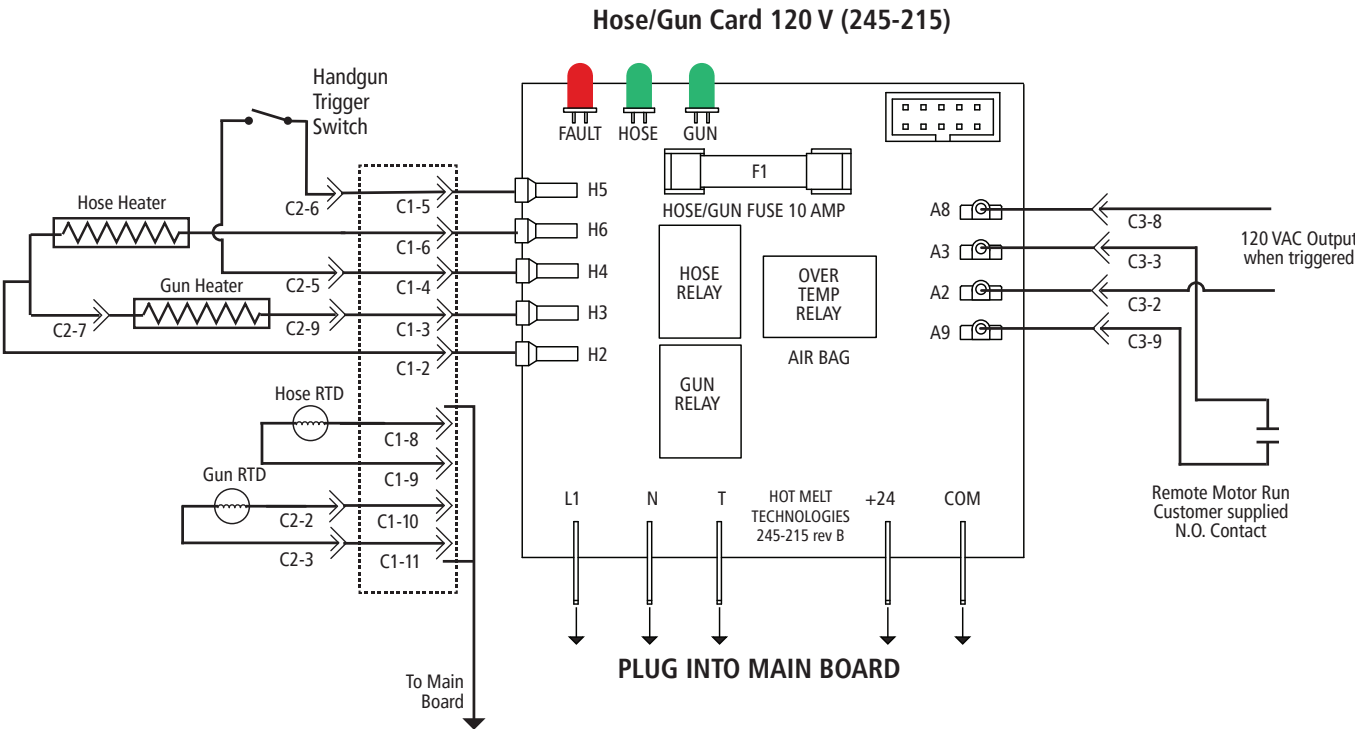 Hose/Gun Card 120 V (245-215)
Handgun
Trigger
Switch
FAULT
HOSE
GUN
F1
HOSE/GUN FUSE 10 AMP
C2-6
C1-5
H5
Hose Heater
C1-6
H6
C2-5
C1-4
H4
Gun Heater
C2-7
C2-9
C1-3
H3
C1-2
H2
HOSE
RELAY
OVER
TEMP
RELAY
AIR BAG
GUN
RELAY
A8
C3-8
A3
C3-3
A2
C3-2
A9
C3-9
120 VAC Output
when triggered
Remote Motor Run
Customer supplied
N.O. Contact
Hose RTD
C1-8
C1-9
Gun RTD
C2-2
C1-10
C2-3
C1-11
L1
N
T
HOT MELT
TECHNOLOGIES
245-215 rev B
+24
COM
PLUG INTO MAIN BOARD
To Main
Board